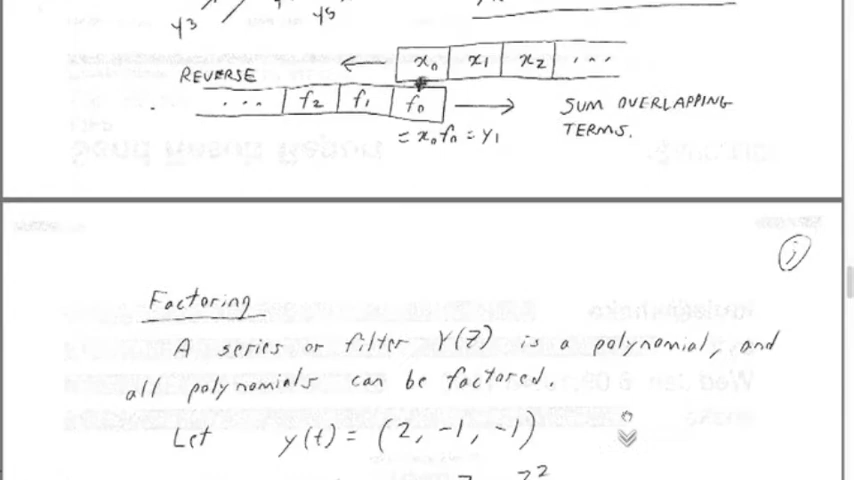 y3
y5
REVERSE
x0 x1 x2 ...
... f2 f1 f0
SUM OVERLAPPING
TERMS.
= x0f0 = y1
j
Factoring
A series or filter Y(Z) is a polynomial, and
all polynomials can be factored.
Let y(t) = (2, -1, -1)